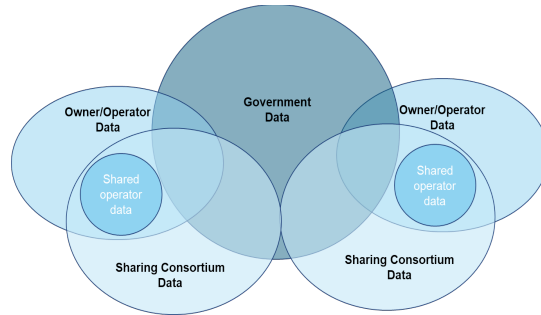 Government
Data
Owner/Operator
Data
Owner/Operator
Data
Shared
operator
data
Shared
operator
data
Sharing Consortium
Data
Sharing Consortium
Data